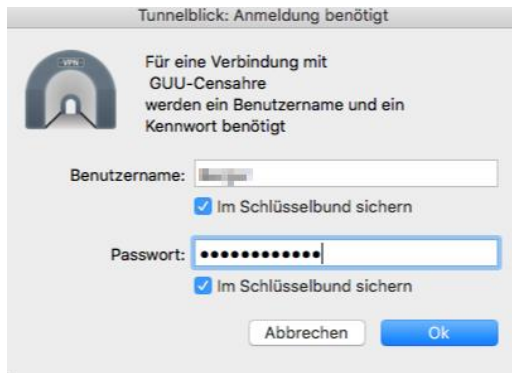 Tunnelblick: Anmeldung benötigt
VPN
Für eine Verbindung mit
GUU-Censahre
werden ein Benutzername und ein
Kennwort benötigt
Benutzername:
Im Schlüsselbund sichern
Passwort: ••••••••••••
Im Schlüsselbund sichern
Abbrechen Ok